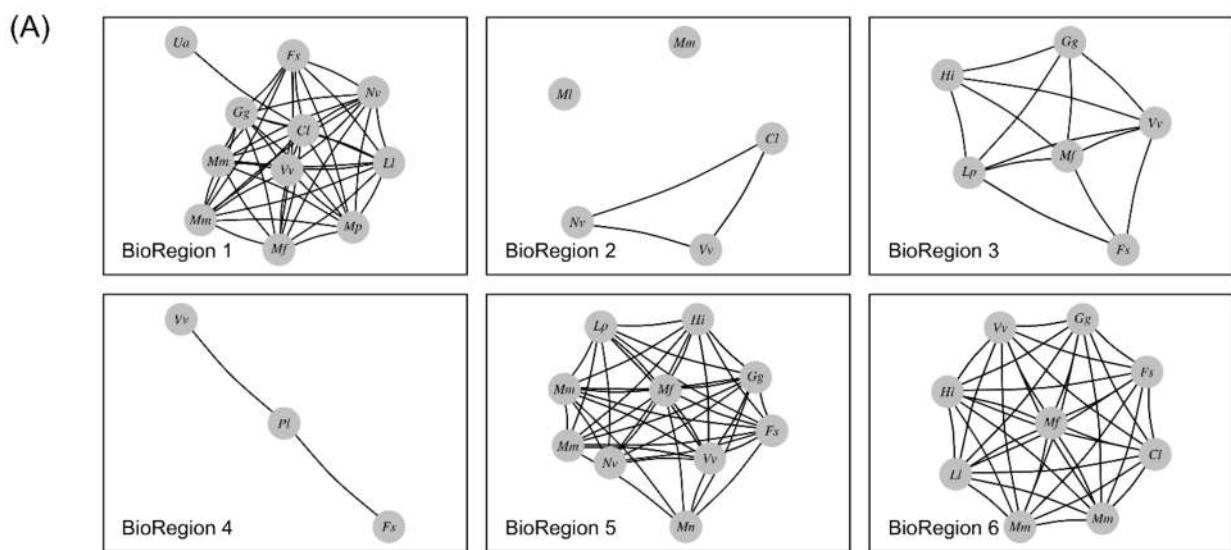 (A)
Ua
Fs
Nv
Gg
Cl
Mm
Vv
Ll
Mm
Mp
Mf
BioRegion 1
Mm
Ml
Cl
Nv
Vv
BioRegion 2
Gg
Hi
Vv
Mf
Lp
Fs
BioRegion 3
Vv
Pl
Fs
BioRegion 4
Lp
Hi
Gg
Mm
Mf
Fs
Mm
Nv
Vv
Mn
BioRegion 5
Gg
Vv
Fs
Hi
Mf
Cl
Ll
Mm
Mm
BioRegion 6